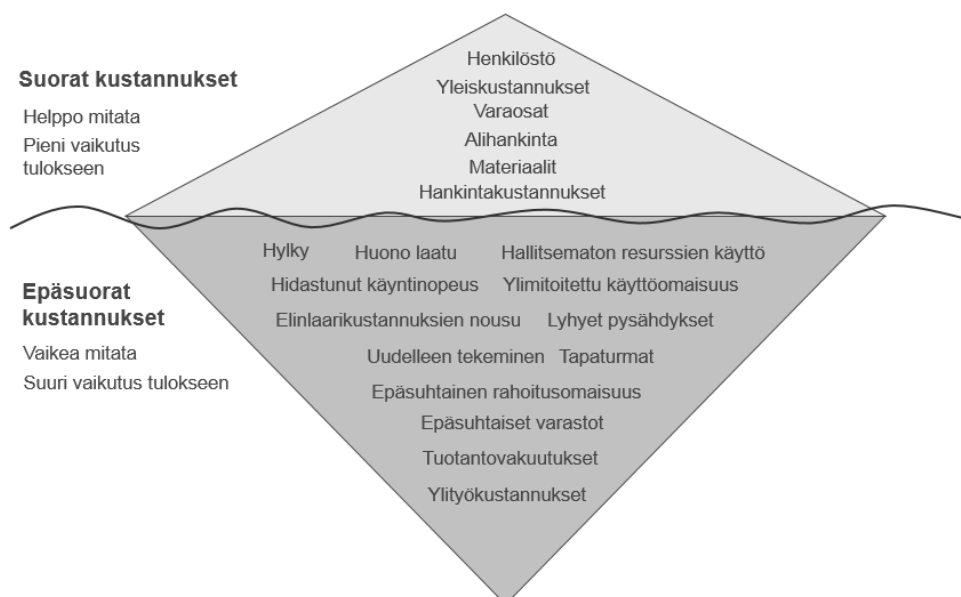 Suorat kustannukset
Helppo mitata
Pieni vaikutus
tulokseen
Henkilöstö
Yleiskustannukset
Varaosat
Alihankinta
Materiaalit
Hankintakustannukset
Epäsuorat
kustannukset
Vaikea mitata
Suuri vaikutus tulokseen
Hylky Huono laatu Hallitsematon resurssien käyttö
Hidastunut käyntinopeus Ylimitoitettu käyttöomaisuus
Elinlaarikustannuksien nousu Lyhyet pysähdykset
Uudelleen tekeminen Tapaturmat
Epäsuhtainen rahoitusomaisuus
Epäsuhtaiset varastot
Tuotantovakuutukset
Ylityökustannukset